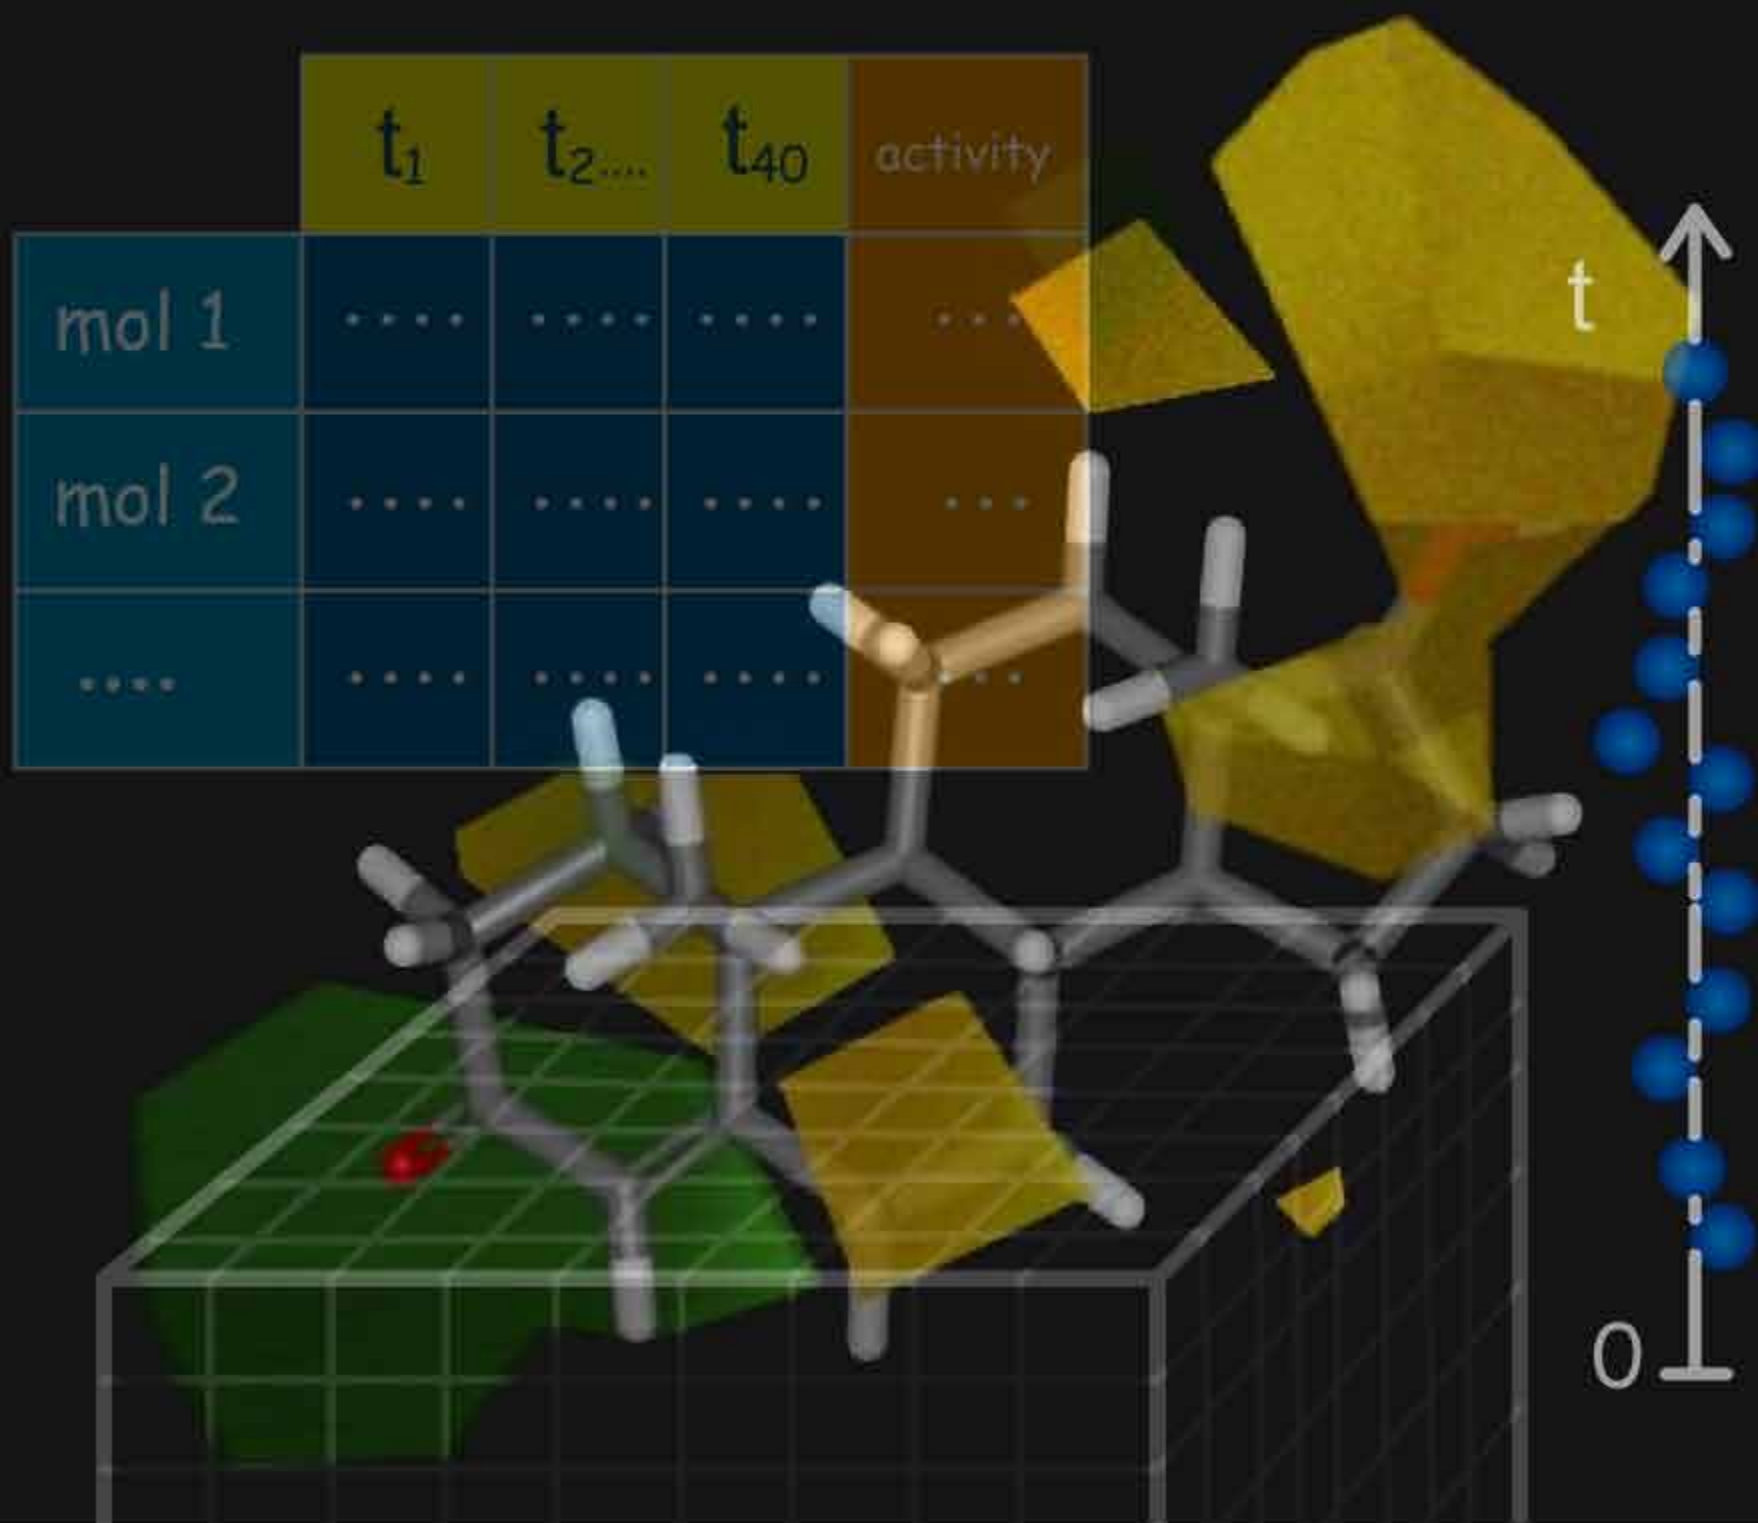 t₁ t₂.... t₄₀ activity
mol 1 .... .... .... ...
mol 2 .... .... .... ...
.... .... .... .... ...
t
0